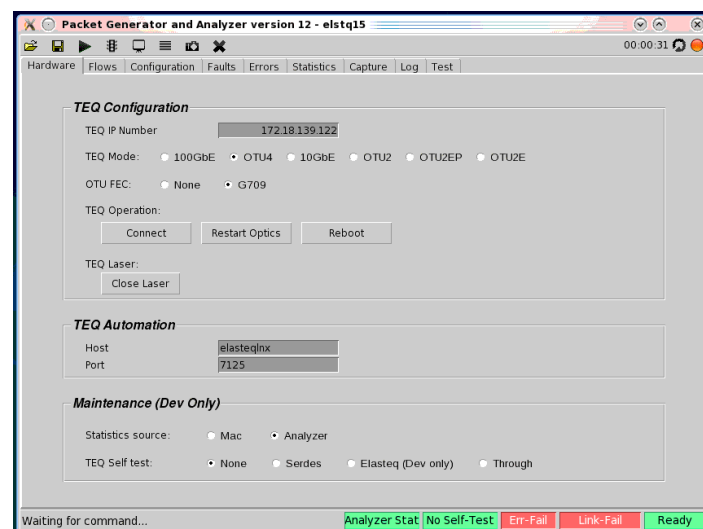 Packet Generator and Analyzer version 12 - elstq15
00:00:31
Hardware Flows Configuration Faults Errors Statistics Capture Log Test
TEQ Configuration
TEQ IP Number 172.18.139.122
TEQ Mode: 100GbE OTU4 10GbE OTU2 OTU2EP OTU2E
OTU FEC: None G709
TEQ Operation:
Connect Restart Optics Reboot
TEQ Laser:
Close Laser
TEQ Automation
Host elasteqlnx
Port 7125
Maintenance (Dev Only)
Statistics source: Mac Analyzer
TEQ Self test: None Serdes Elasteq (Dev only) Through
Waiting for command... Analyzer Stat No Self-Test Err-Fail Link-Fail Ready